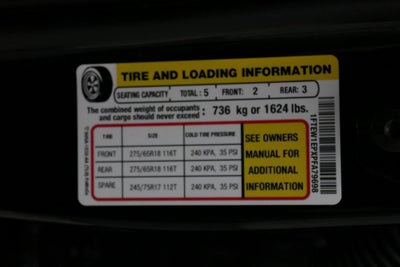 TIRE AND LOADING INFORMATION
SEATING CAPACITY TOTAL : 5 FRONT: 2 REAR: 3
The combined weight of occupants and cargo should never exceed : 736 kg or 1624 lbs.
TIRE SIZE COLD TIRE PRESSURE
FRONT 275/65R18 116T 240 KPA, 35 PSI
REAR 275/65R18 116T 240 KPA, 35 PSI
SPARE 245/75R17 112T 240 KPA, 35 PSI
SEE OWNERS
MANUAL FOR
ADDITIONAL
INFORMATION
1FTEW1EPXPFA79698